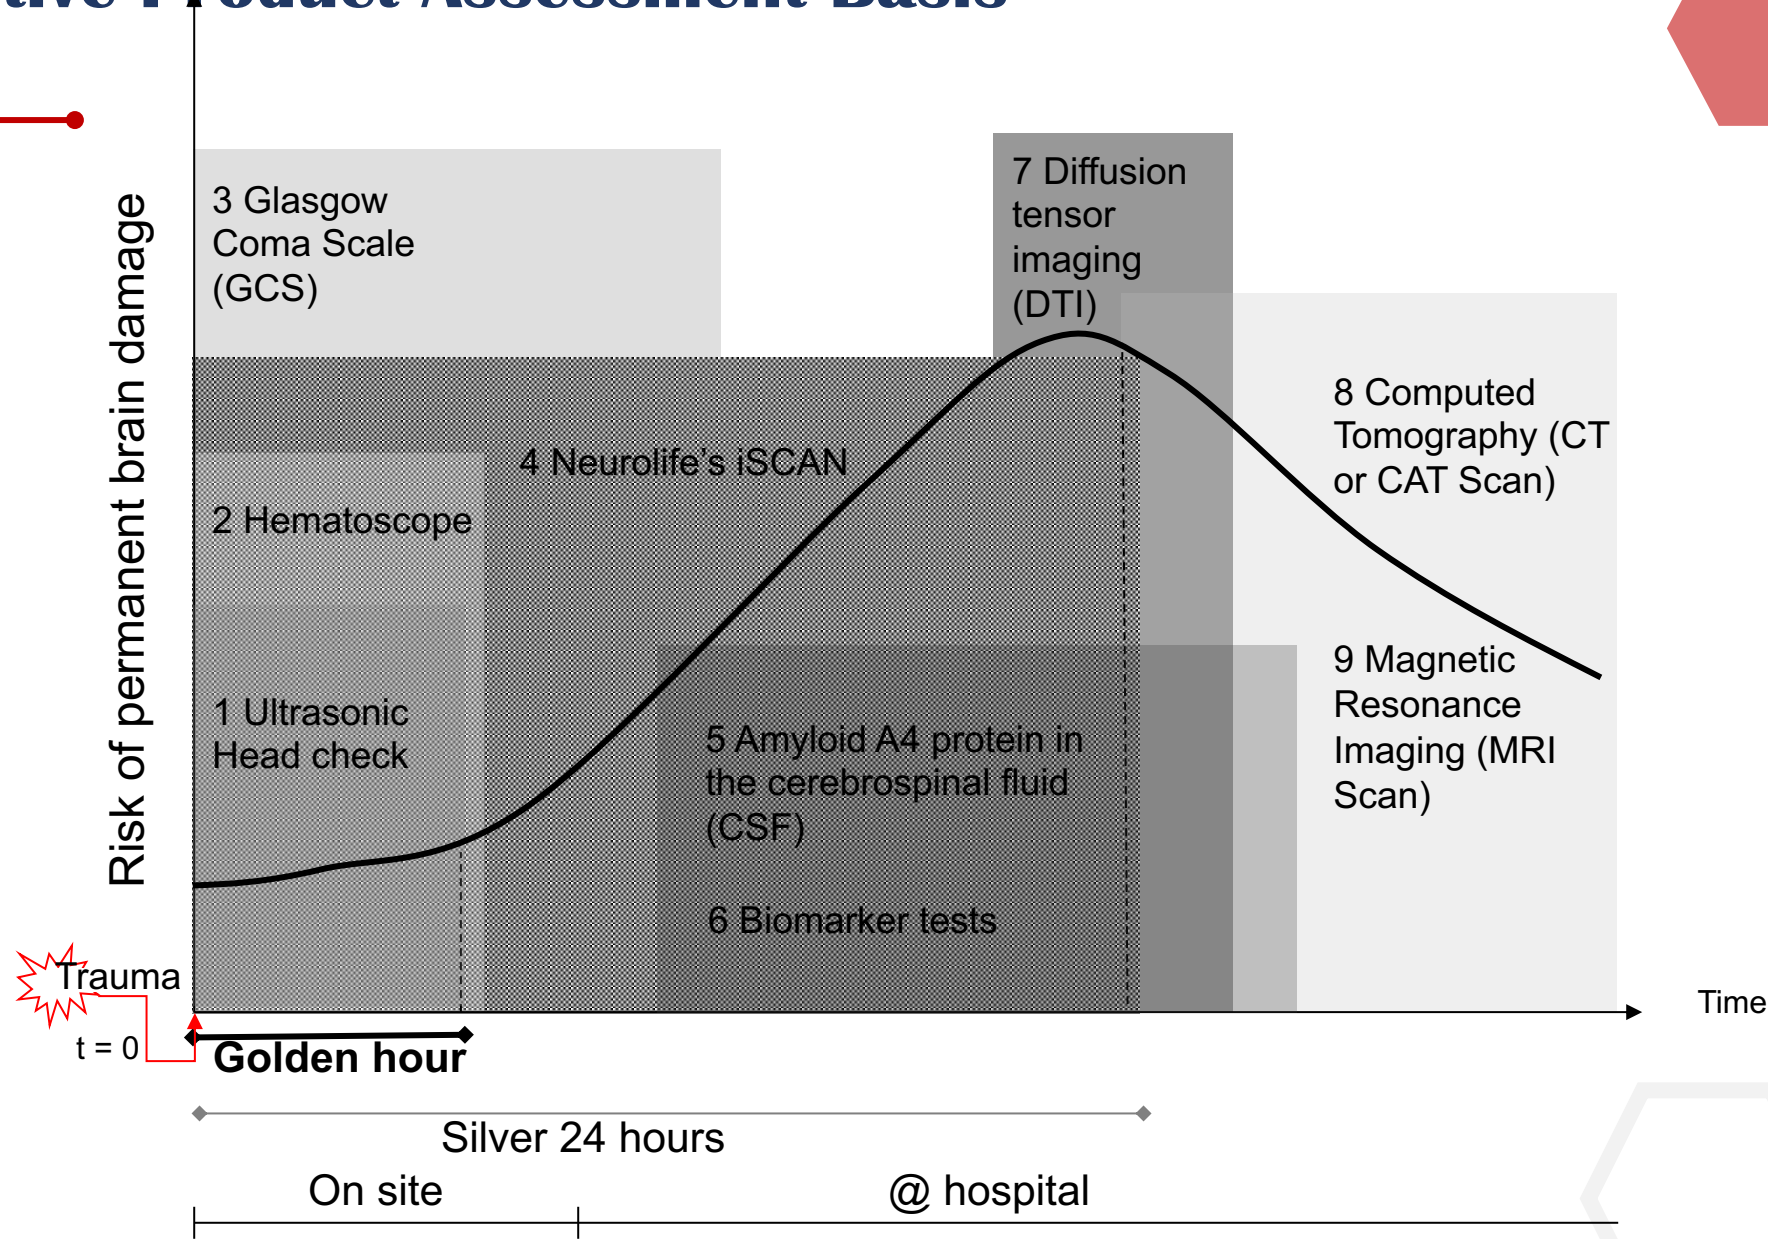 Product Assessment Basis
3 Glasgow
Coma Scale
(GCS)
7 Diffusion
tensor
imaging
(DTI)
Risk of permanent brain damage
8 Computed
Tomography (CT
or CAT Scan)
4 Neurolife’s iSCAN
2 Hematoscope
9 Magnetic
Resonance
Imaging (MRI
Scan)
1 Ultrasonic
Head check
5 Amyloid A4 protein in
the cerebrospinal fluid
(CSF)
6 Biomarker tests
Trauma
t = 0
Time
Golden hour
Silver 24 hours
On site
@ hospital